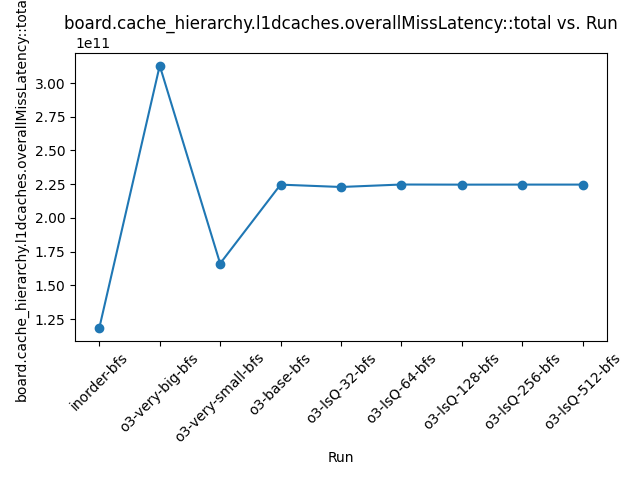 board.cache_hierarchy.l1dcaches.overallMissLatency::total vs. Run
1e11
board.cache_hierarchy.l1dcaches.overallMissLatency::total
3.00
2.75
2.50
2.25
2.00
1.75
1.50
1.25
inorder-bfs
o3-very-big-bfs
o3-very-small-bfs
o3-base-bfs
o3-lsQ-32-bfs
o3-lsQ-64-bfs
o3-lsQ-128-bfs
o3-lsQ-256-bfs
o3-lsQ-512-bfs
Run